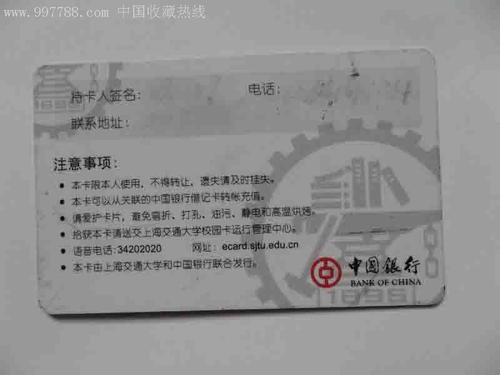 www.997788.com 中国收藏热线
持卡人签名： 电话：
联系地址：
1896
注意事项：
• 本卡限本人使用，不得转让，遗失请及时挂失。
• 本卡可以从关联的中国银行借记卡转帐充值。
• 请爱护卡片，避免弯折、打孔、油污、静电和高温烘烤。
• 拾获本卡请送交上海交通大学校园卡运行管理中心。
• 语音电话:34202020 网址: ecard.sjtu.edu.cn
• 本卡由上海交通大学和中国银行联合发行。
中国银行
BANK OF CHINA
1896